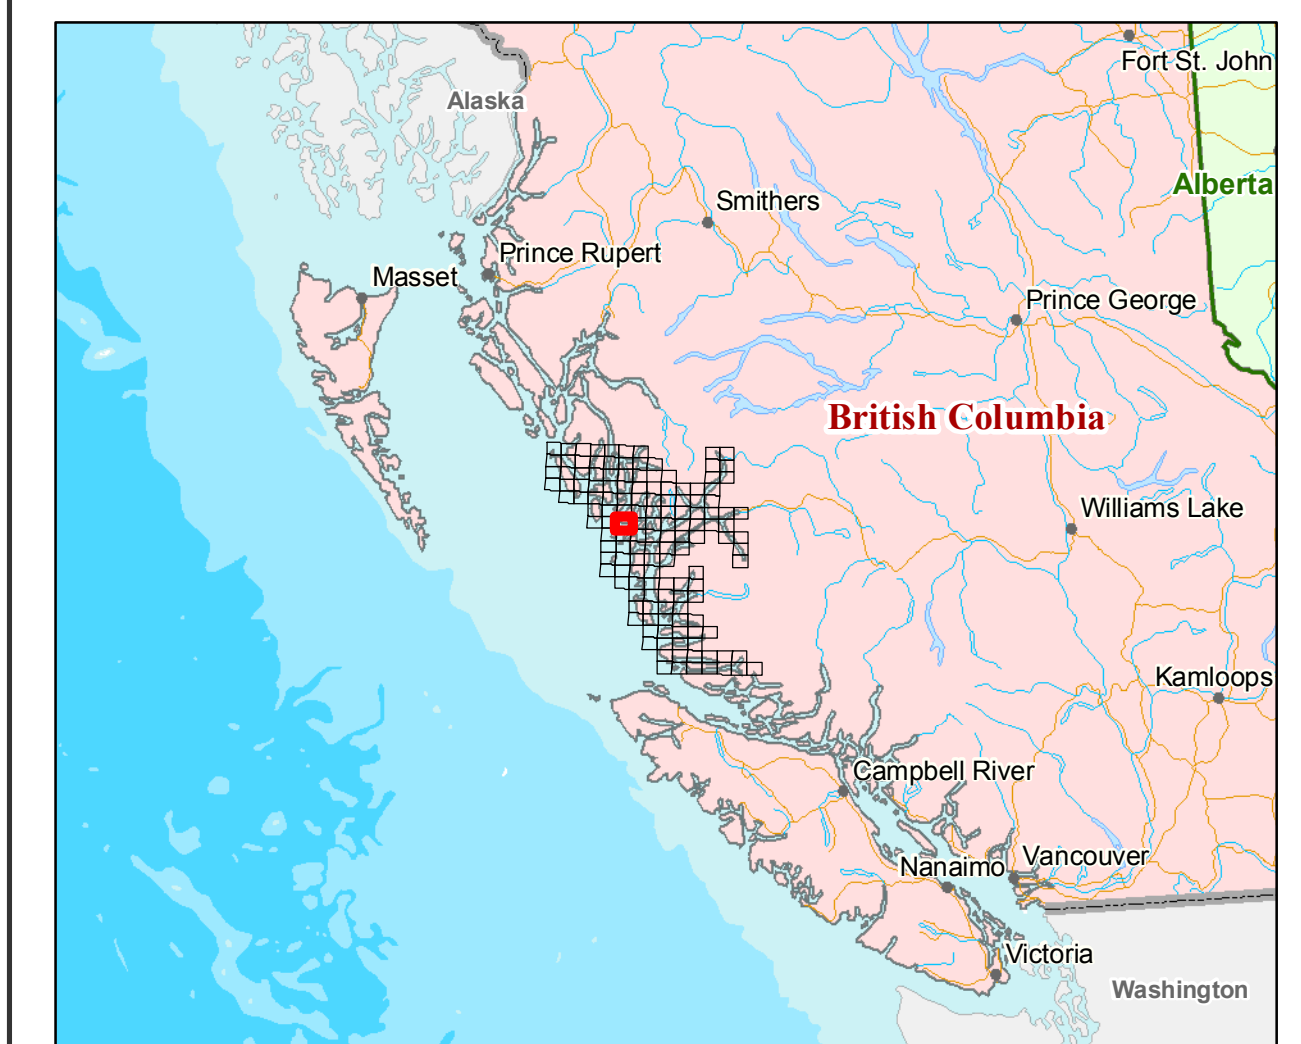 Fort St. John
Alaska
Alberta
Smithers
Prince Rupert
Masset
Prince George
British Columbia
Williams Lake
Kamloops
Campbell River
Vancouver
Nanaimo
Victoria
Washington